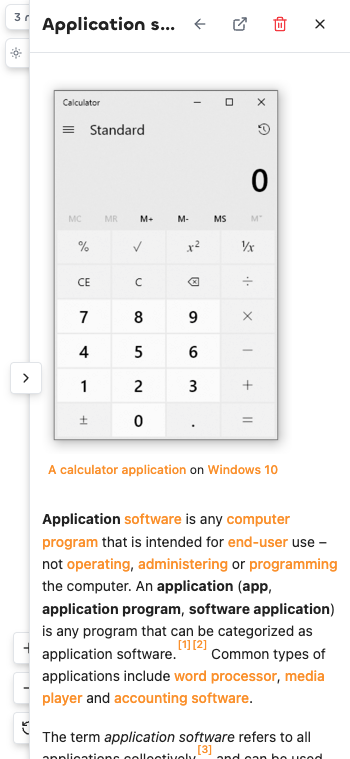 3 r
Application s...
Calculator
Standard
0
MC MR M+ M- MS M˅
% √ x² ¹/x
CE C ⌫ ÷
7 8 9 ×
4 5 6 −
1 2 3 +
± 0 . =
A calculator application on Windows 10
Application software is any computer
program that is intended for end-user use –
not operating, administering or programming
the computer. An application (app,
application program, software application)
is any program that can be categorized as
application software.[1][2] Common types of
applications include word processor, media
player and accounting software.
The term application software refers to all
applications collectively[3] and can be used